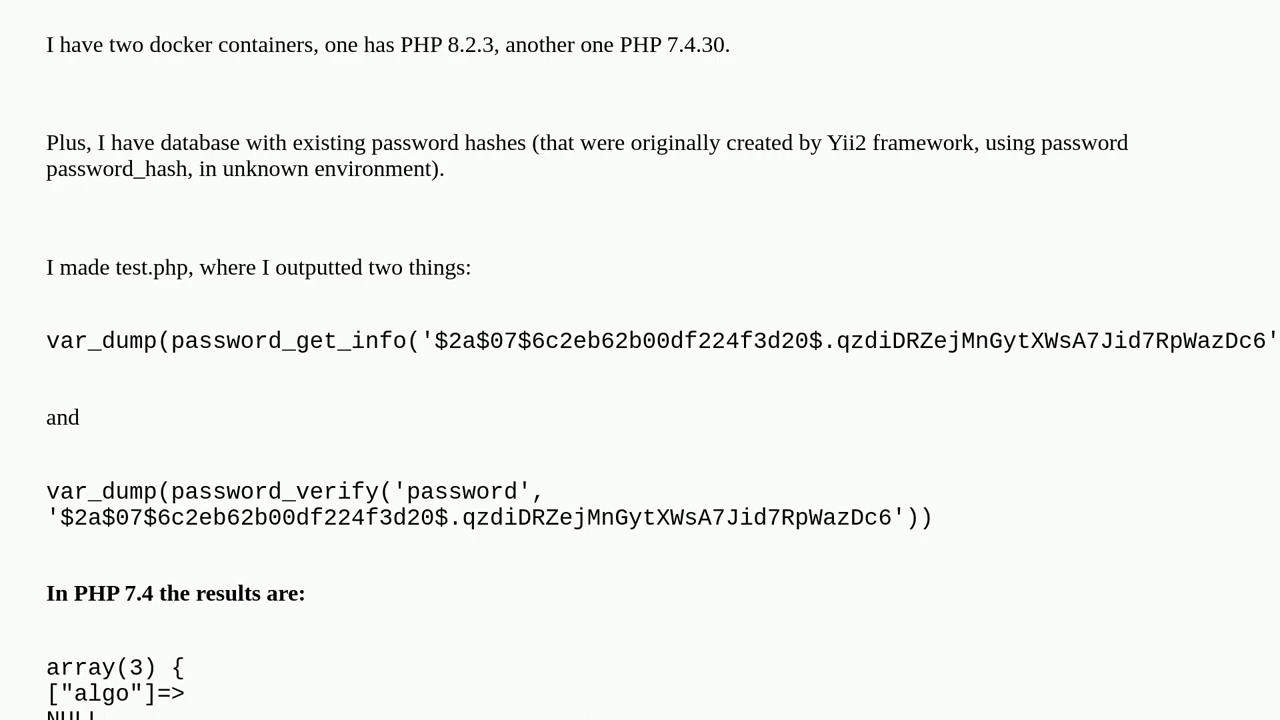 I have two docker containers, one has PHP 8.2.3, another one PHP 7.4.30.
Plus, I have database with existing password hashes (that were originally created by Yii2 framework, using password
password_hash, in unknown environment).
I made test.php, where I outputted two things:
var_dump(password_get_info('$2a$07$6c2eb62b00df224f3d20$.qzdiDRZejMnGytXWsA7Jid7RpWazDc6'
and
var_dump(password_verify('password',
'$2a$07$6c2eb62b00df224f3d20$.qzdiDRZejMnGytXWsA7Jid7RpWazDc6'))
In PHP 7.4 the results are:
array(3) {
["algo"]=>
NULL